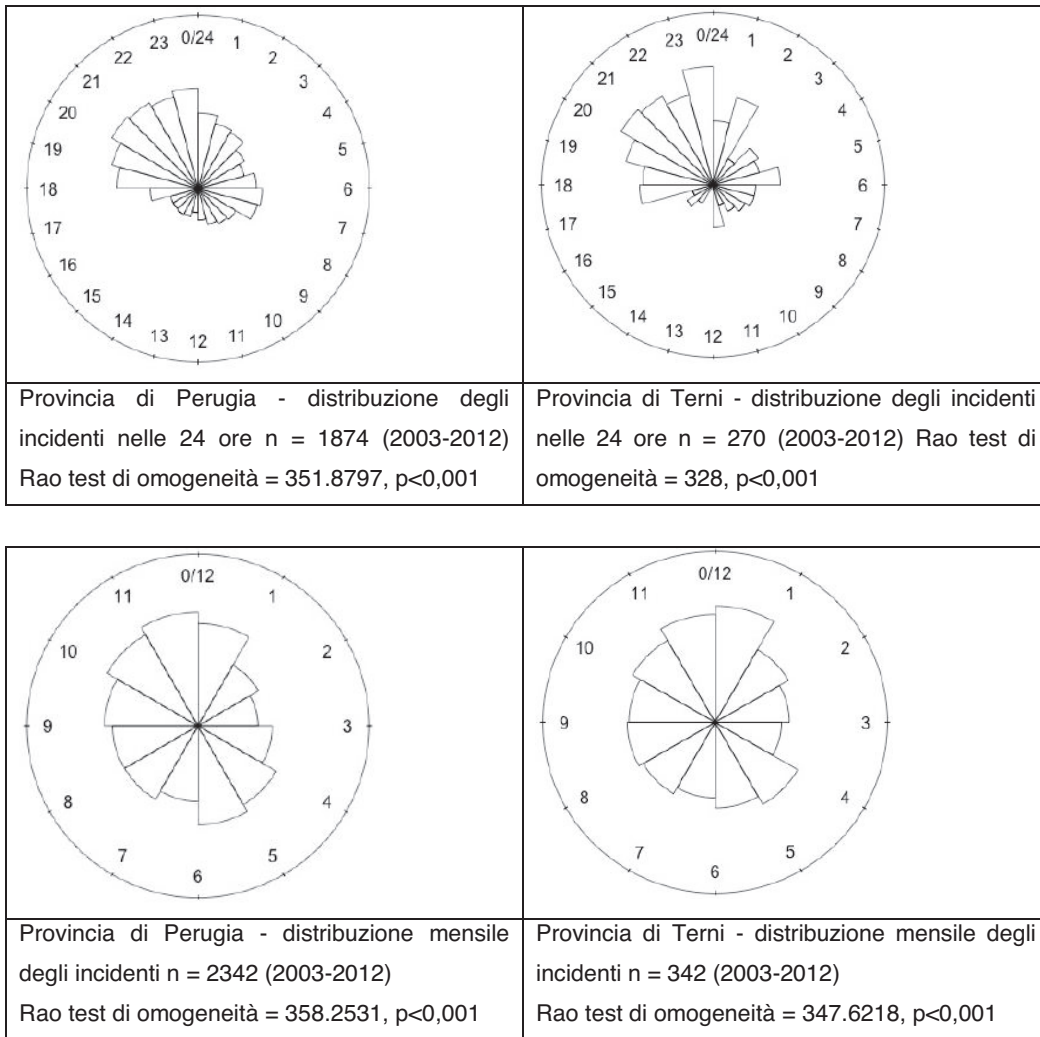 0/24 1 2 3 4 5 6 7 8 9 10 11 12 13 14 15 16 17 18 19 20 21 22 23
0/24 1 2 3 4 5 6 7 8 9 10 11 12 13 14 15 16 17 18 19 20 21 22 23
Provincia di Perugia - distribuzione degli
incidenti nelle 24 ore n = 1874 (2003-2012)
Rao test di omogeneità = 351.8797, p<0,001
Provincia di Terni - distribuzione degli incidenti
nelle 24 ore n = 270 (2003-2012) Rao test di
omogeneità = 328, p<0,001
0/12 1 2 3 4 5 6 7 8 9 10 11
0/12 1 2 3 4 5 6 7 8 9 10 11
Provincia di Perugia - distribuzione mensile
degli incidenti n = 2342 (2003-2012)
Rao test di omogeneità = 358.2531, p<0,001
Provincia di Terni - distribuzione mensile degli
incidenti n = 342 (2003-2012)
Rao test di omogeneità = 347.6218, p<0,001